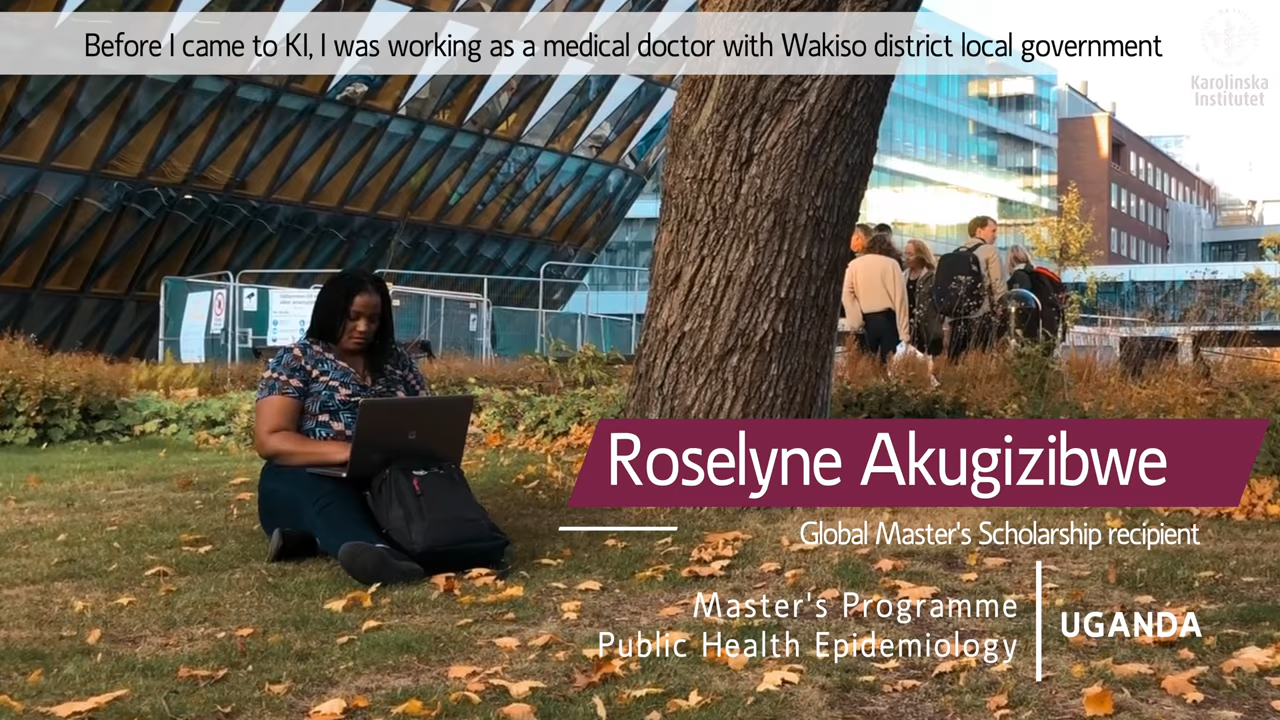 Before I came to KI, I was working as a medical doctor with Wakiso district local government
Karolinska
Institutet
Roselyne Akugizibwe
Global Master's Scholarship recipient
Master's Programme
Public Health Epidemiology
UGANDA